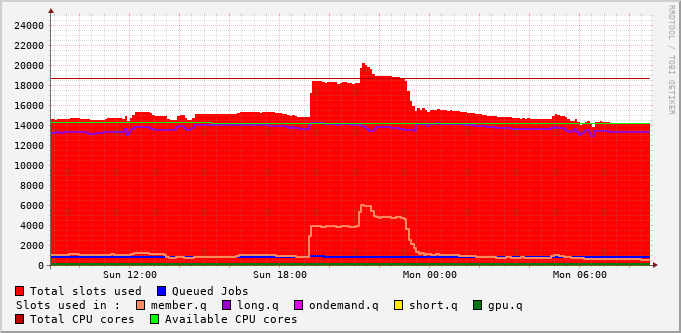 RRDTOOL / TOBI OETIKER
24000
22000
20000
18000
16000
14000
12000
10000
8000
6000
4000
2000
0
Sun 12:00 Sun 18:00 Mon 00:00 Mon 06:00
Total slots used Queued Jobs
Slots used in : member.q long.q ondemand.q short.q gpu.q
Total CPU cores Available CPU cores